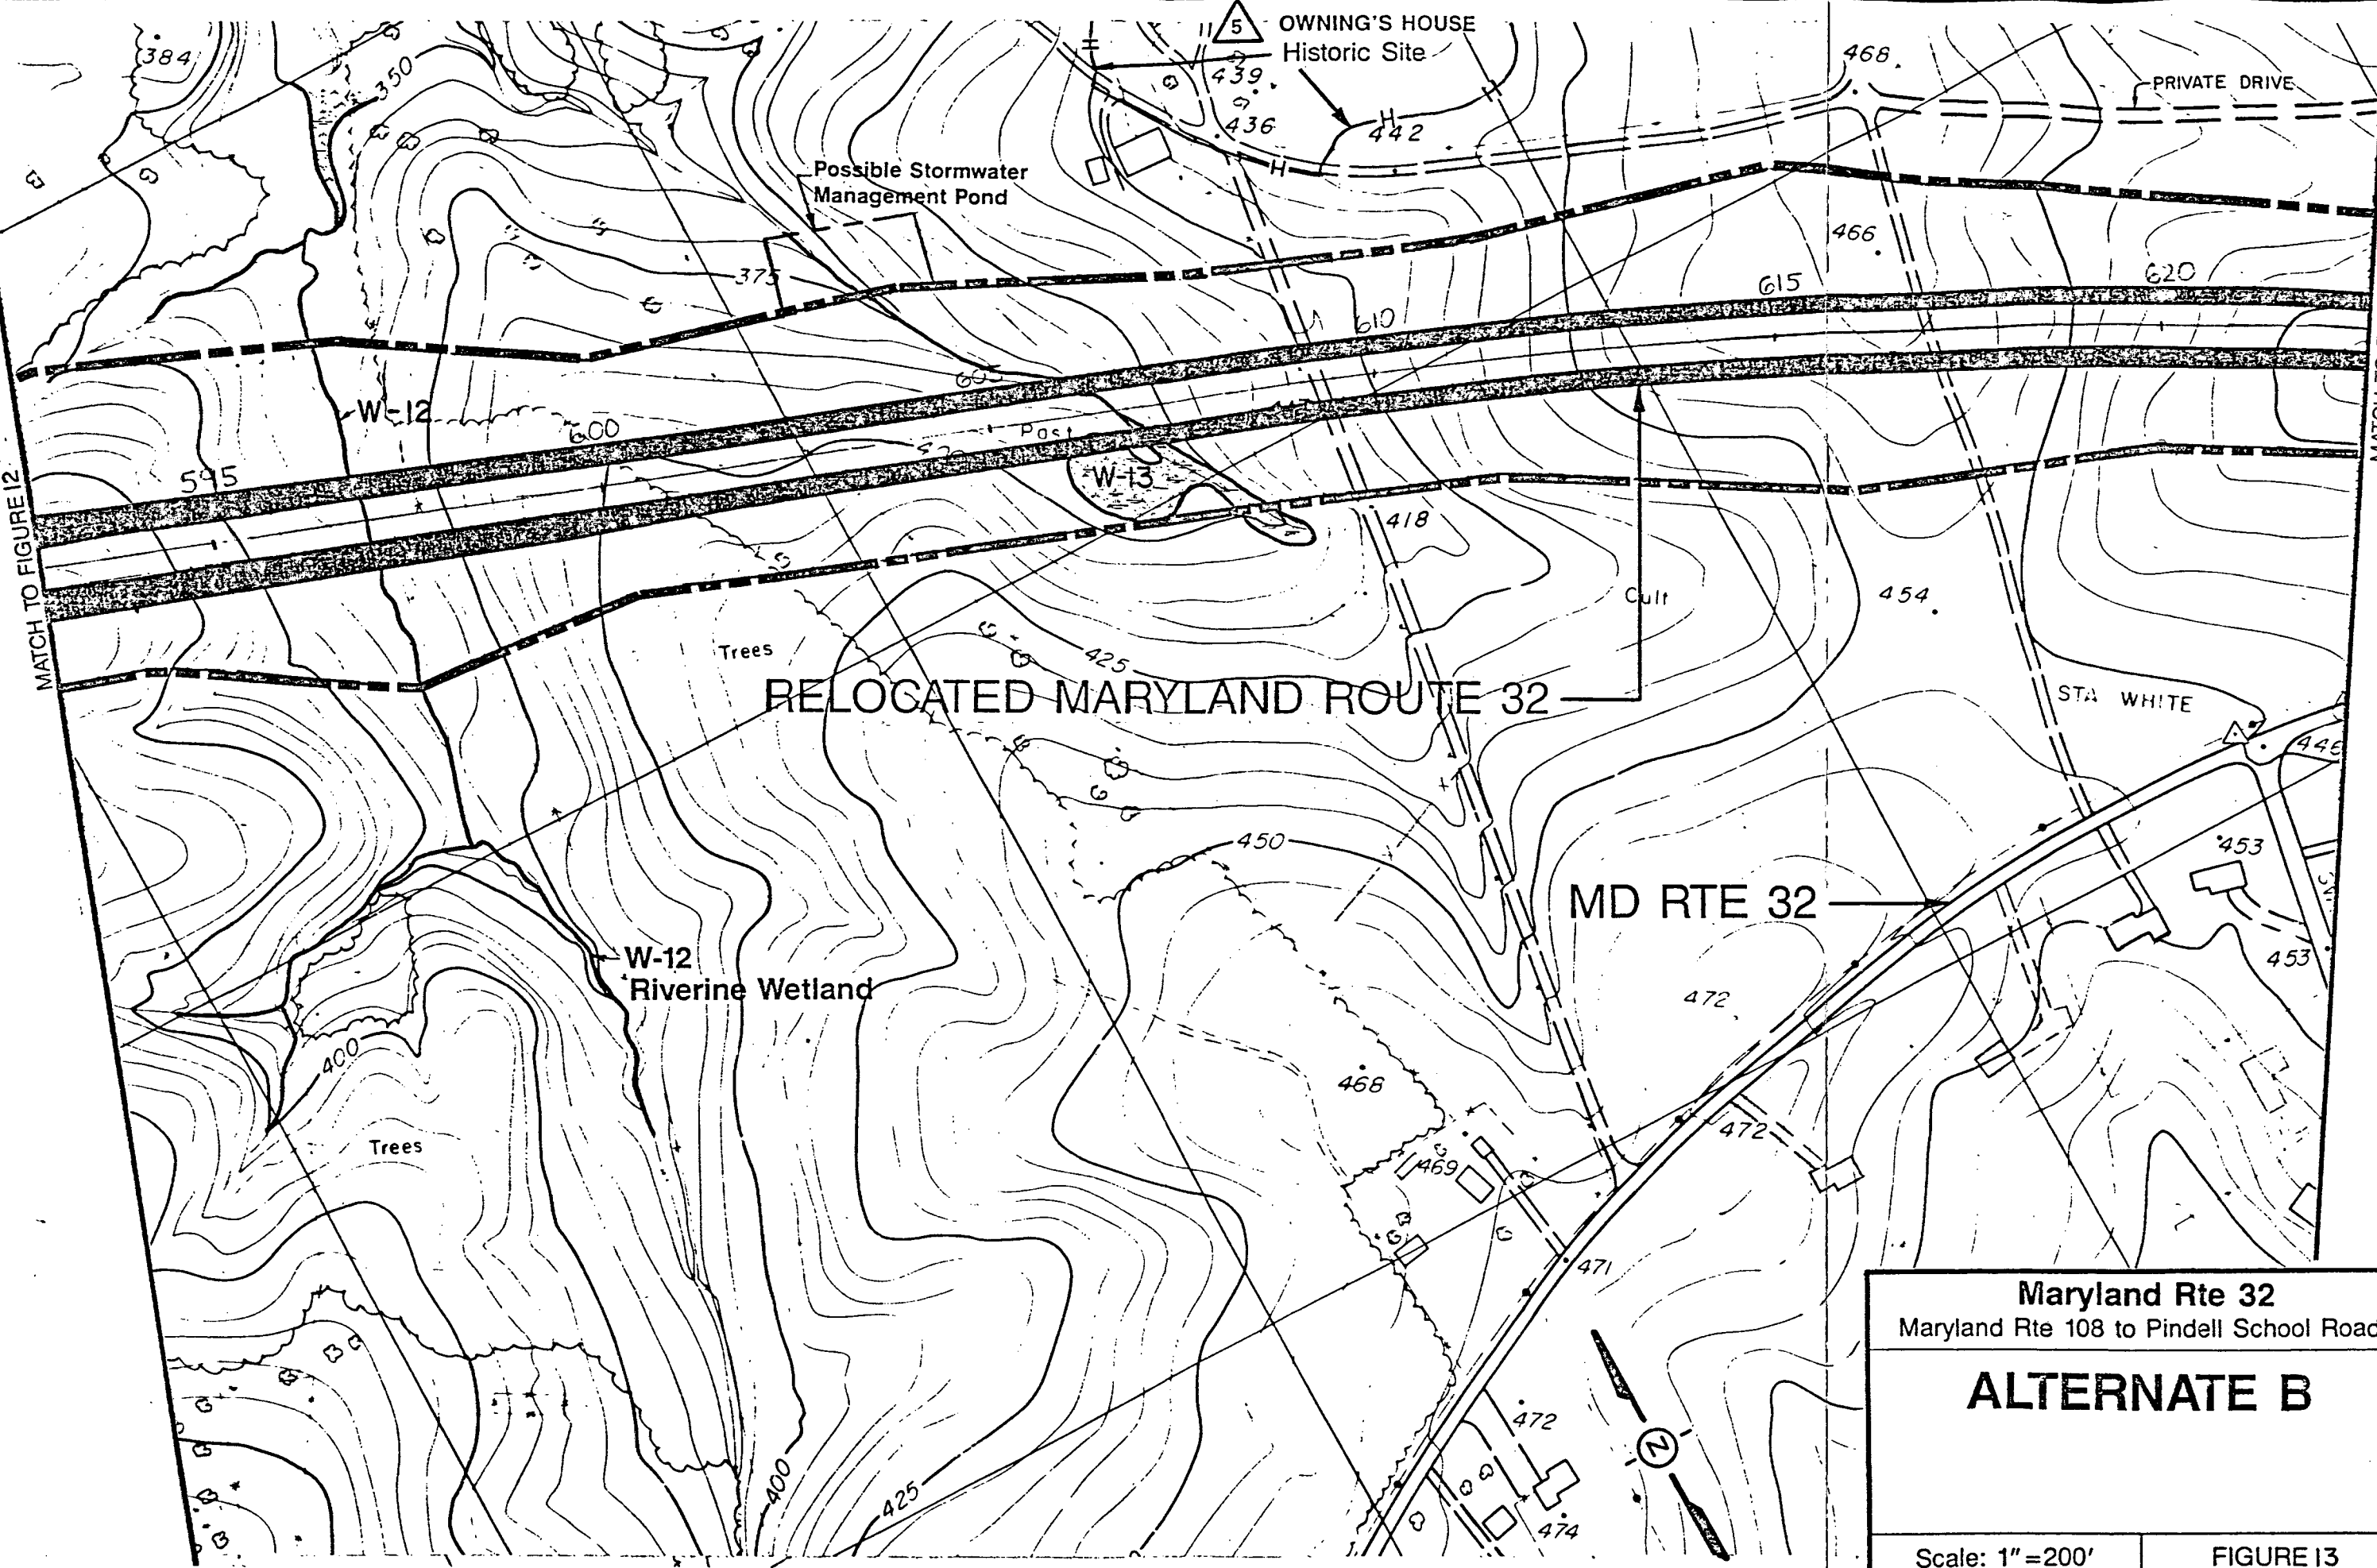 5
OWNING'S HOUSE
Historic Site
384
350
439
436
442
468
PRIVATE DRIVE
Possible Stormwater
Management Pond
375
466
615
620
610
605
W-12
600
595
Past
W-13
418
MATCH TO FIGURE 12
Cult
454
Trees
425
RELOCATED MARYLAND ROUTE 32
STA WHITE
446
450
453
MD RTE 32
453
W-12
Riverine Wetland
472
400
468
Trees
472
469
471
472
474
400
425
Maryland Rte 32
Maryland Rte 108 to Pindell School Road
ALTERNATE B
Scale: 1"=200'
FIGURE 13